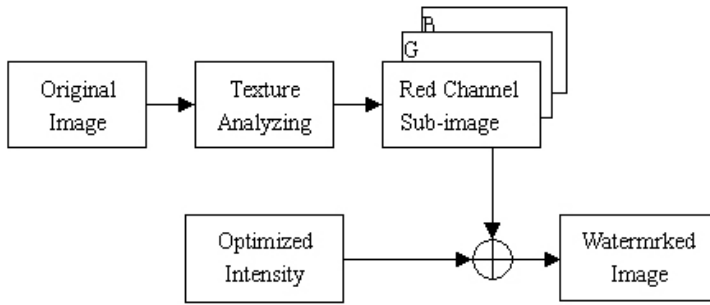 B
G
Original
Image
Texture
Analyzing
Red Channel
Sub-image
Optimized
Intensity
Watermrked
Image